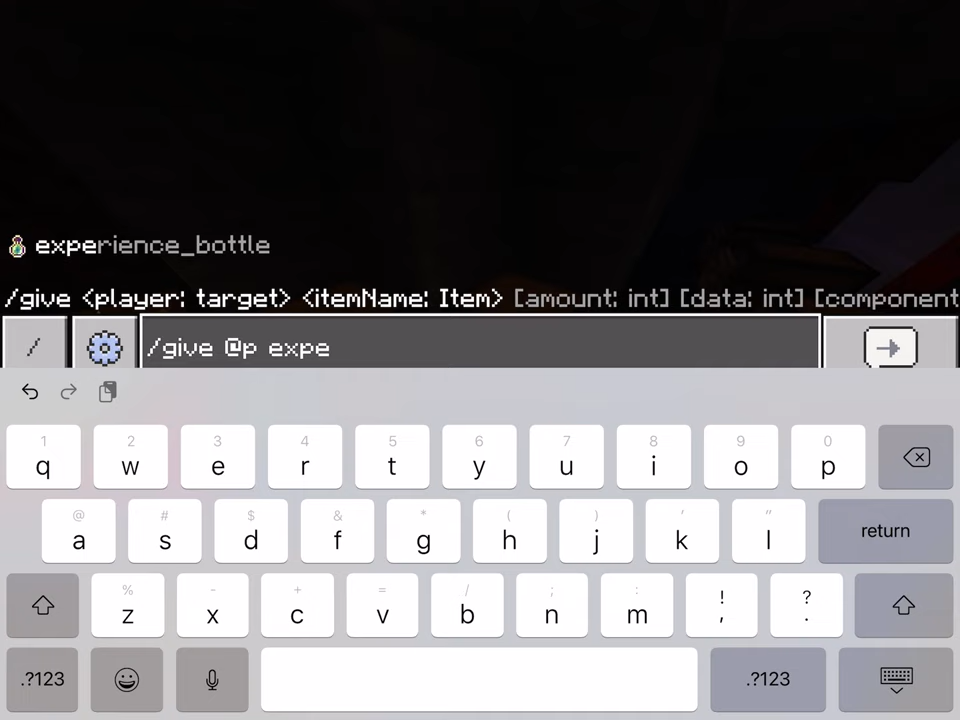 experience_bottle
/give <player: target> <itemName: Item> [amount: int] [data: int] [component
/ /give @p expe
1 2 3 4 5 6 7 8 9 0
q w e r t y u i o p
@ # $ & * ( ) ' "
a s d f g h j k l return
% - + = / ; : ! ?
z x c v b n m , .
.?123 .?123